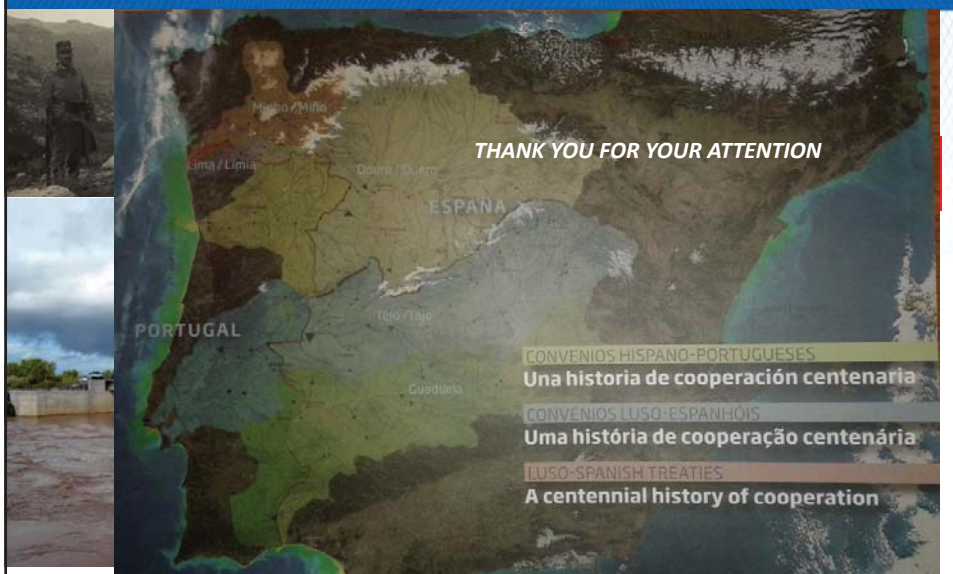 Minho / Miño
THANK YOU FOR YOUR ATTENTION
Lima / Limia
Douro / Duero
ESPAÑA
Tejo / Tajo
PORTUGAL
CONVENIOS HISPANO-PORTUGUESES
Una historia de cooperación centenaria
Guadiana
CONVÉNIOS LUSO-ESPANHÓIS
Uma história de cooperação centenária
LUSO-SPANISH TREATIES
A centennial history of cooperation